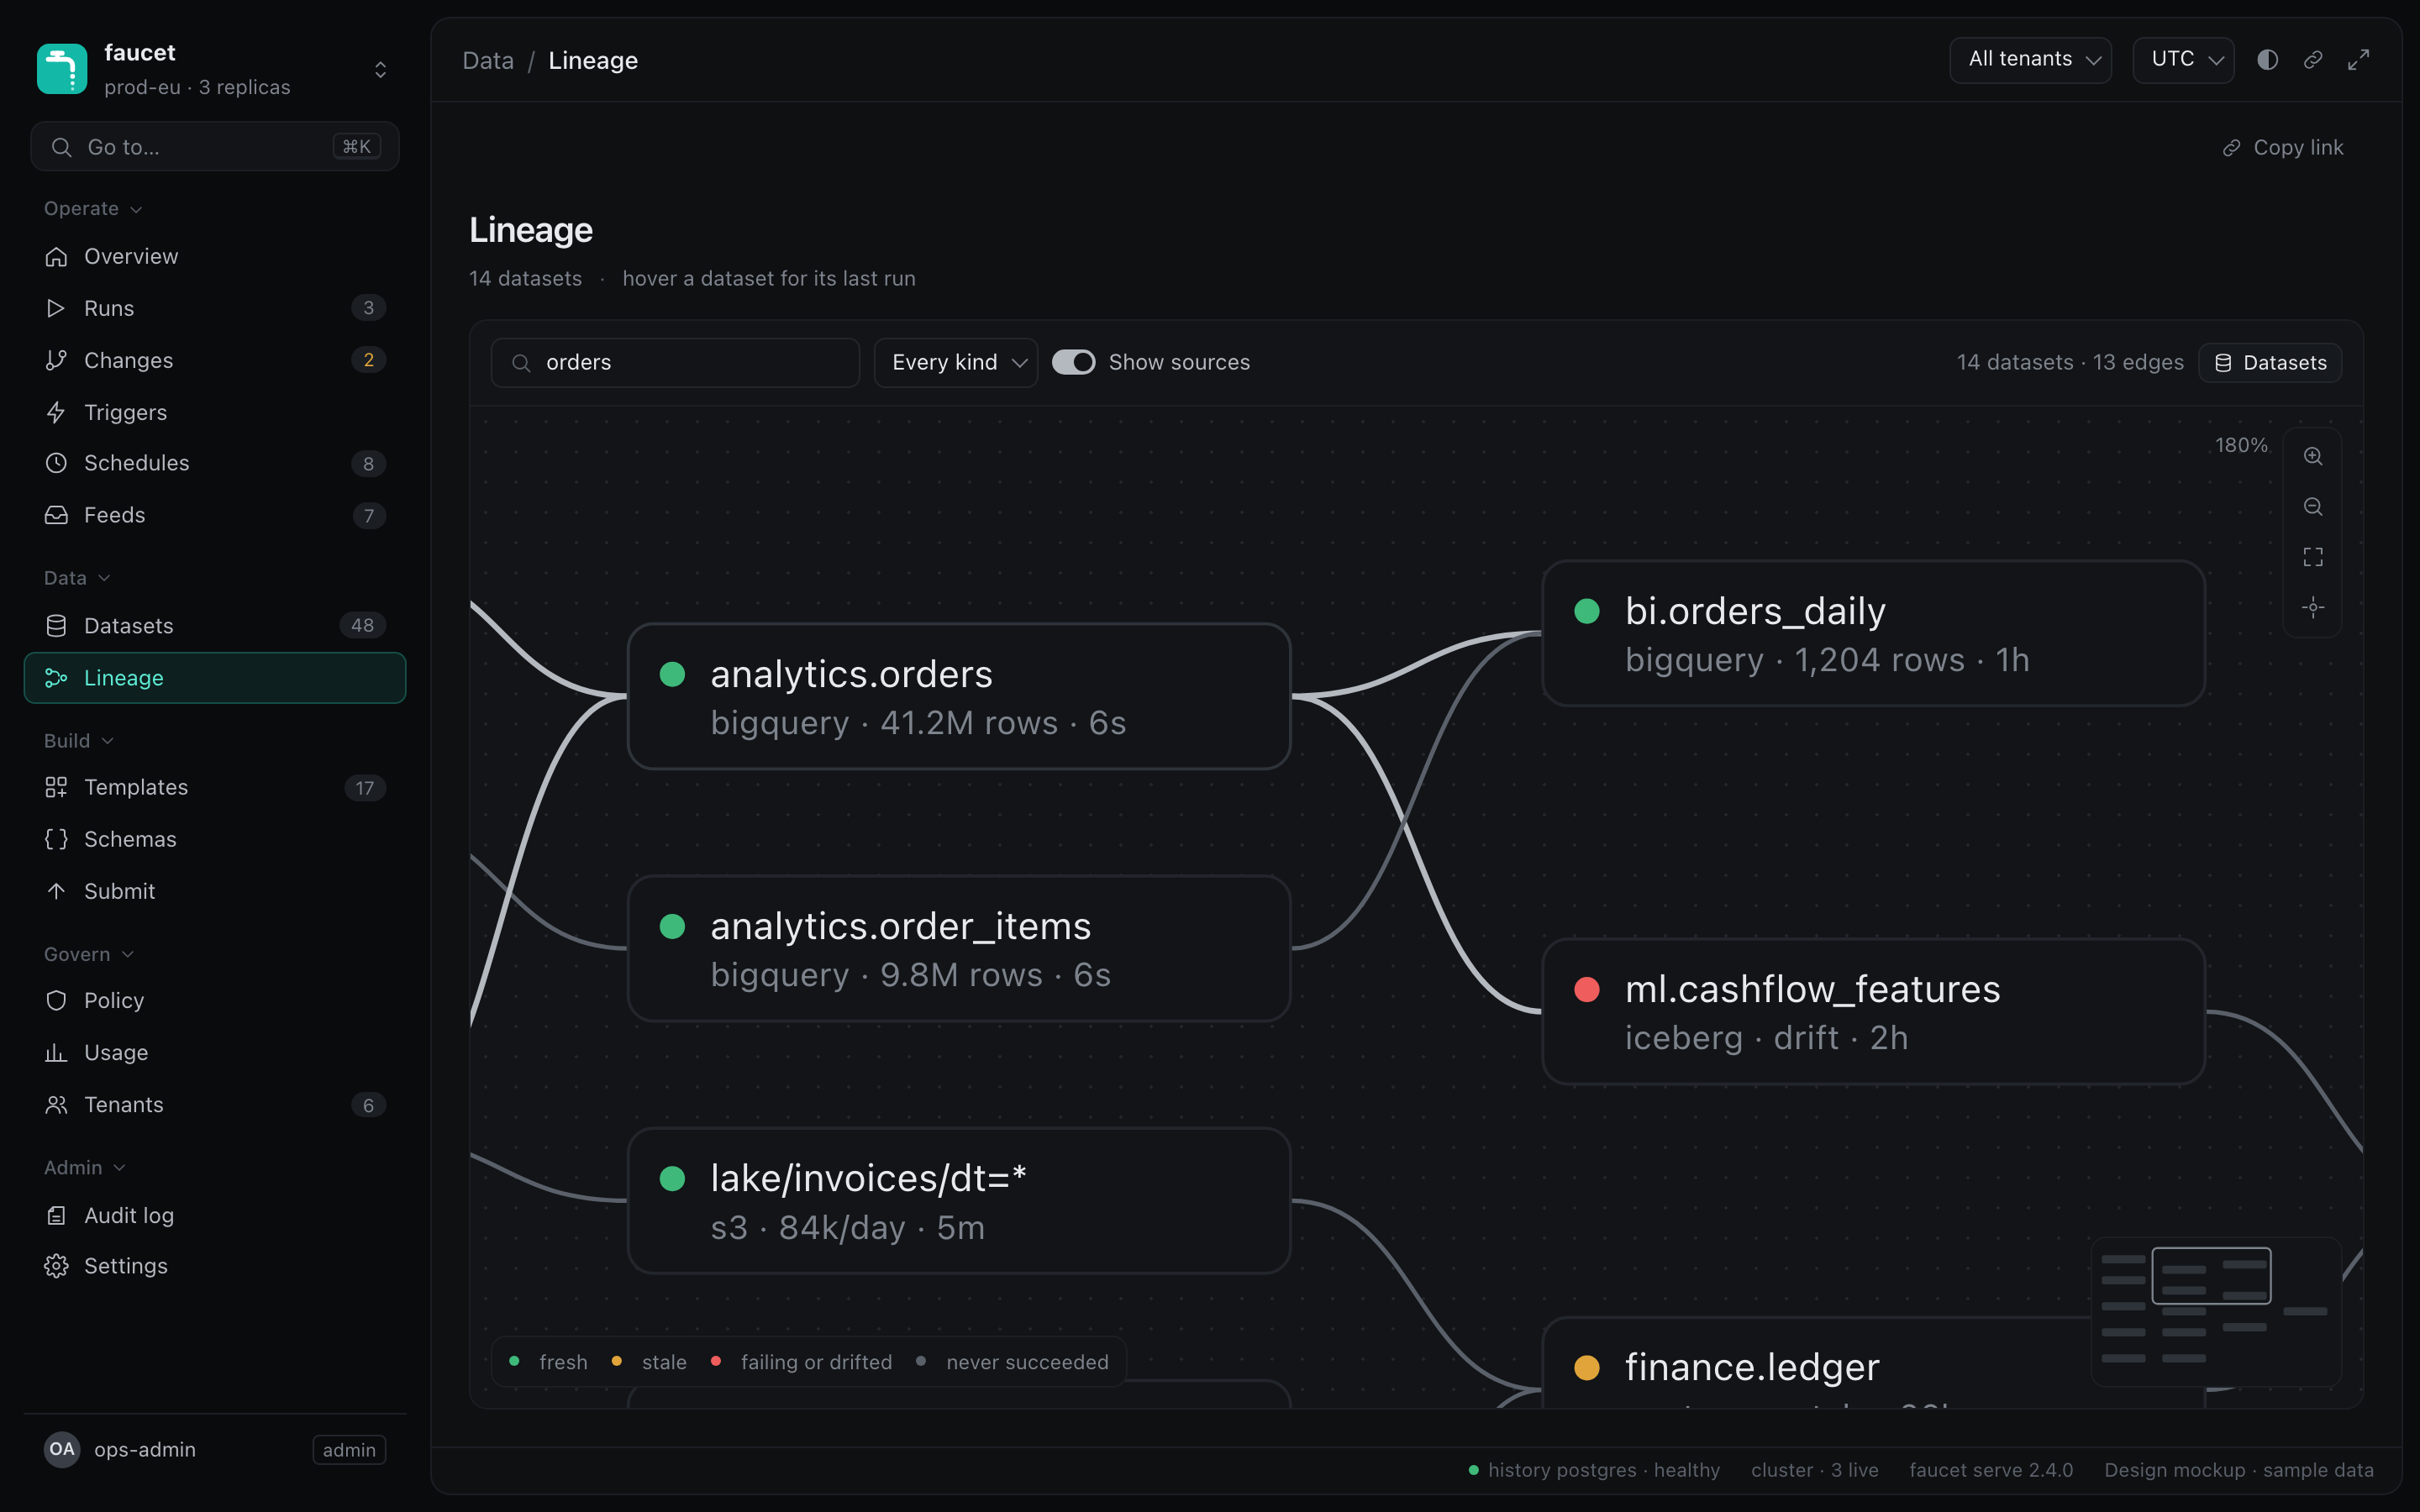 faucet
prod-eu · 3 replicas
Go to...
⌘K
Operate
Overview
Runs
3
Changes
2
Triggers
Schedules
8
Feeds
7
Data
Datasets
48
Lineage
Build
Templates
17
Schemas
Submit
Govern
Policy
Usage
Tenants
6
Admin
Audit log
Settings
OA
ops-admin
admin
Data / Lineage
All tenants
UTC
Copy link
Lineage
14 datasets · hover a dataset for its last run
orders
Every kind
Show sources
14 datasets · 13 edges
Datasets
180%
analytics.orders
bigquery · 41.2M rows · 6s
bi.orders_daily
bigquery · 1,204 rows · 1h
analytics.order_items
bigquery · 9.8M rows · 6s
ml.cashflow_features
iceberg · drift · 2h
lake/invoices/dt=*
s3 · 84k/day · 5m
finance.ledger
fresh
stale
failing or drifted
never succeeded
history postgres · healthy
cluster · 3 live
faucet serve 2.4.0
Design mockup · sample data